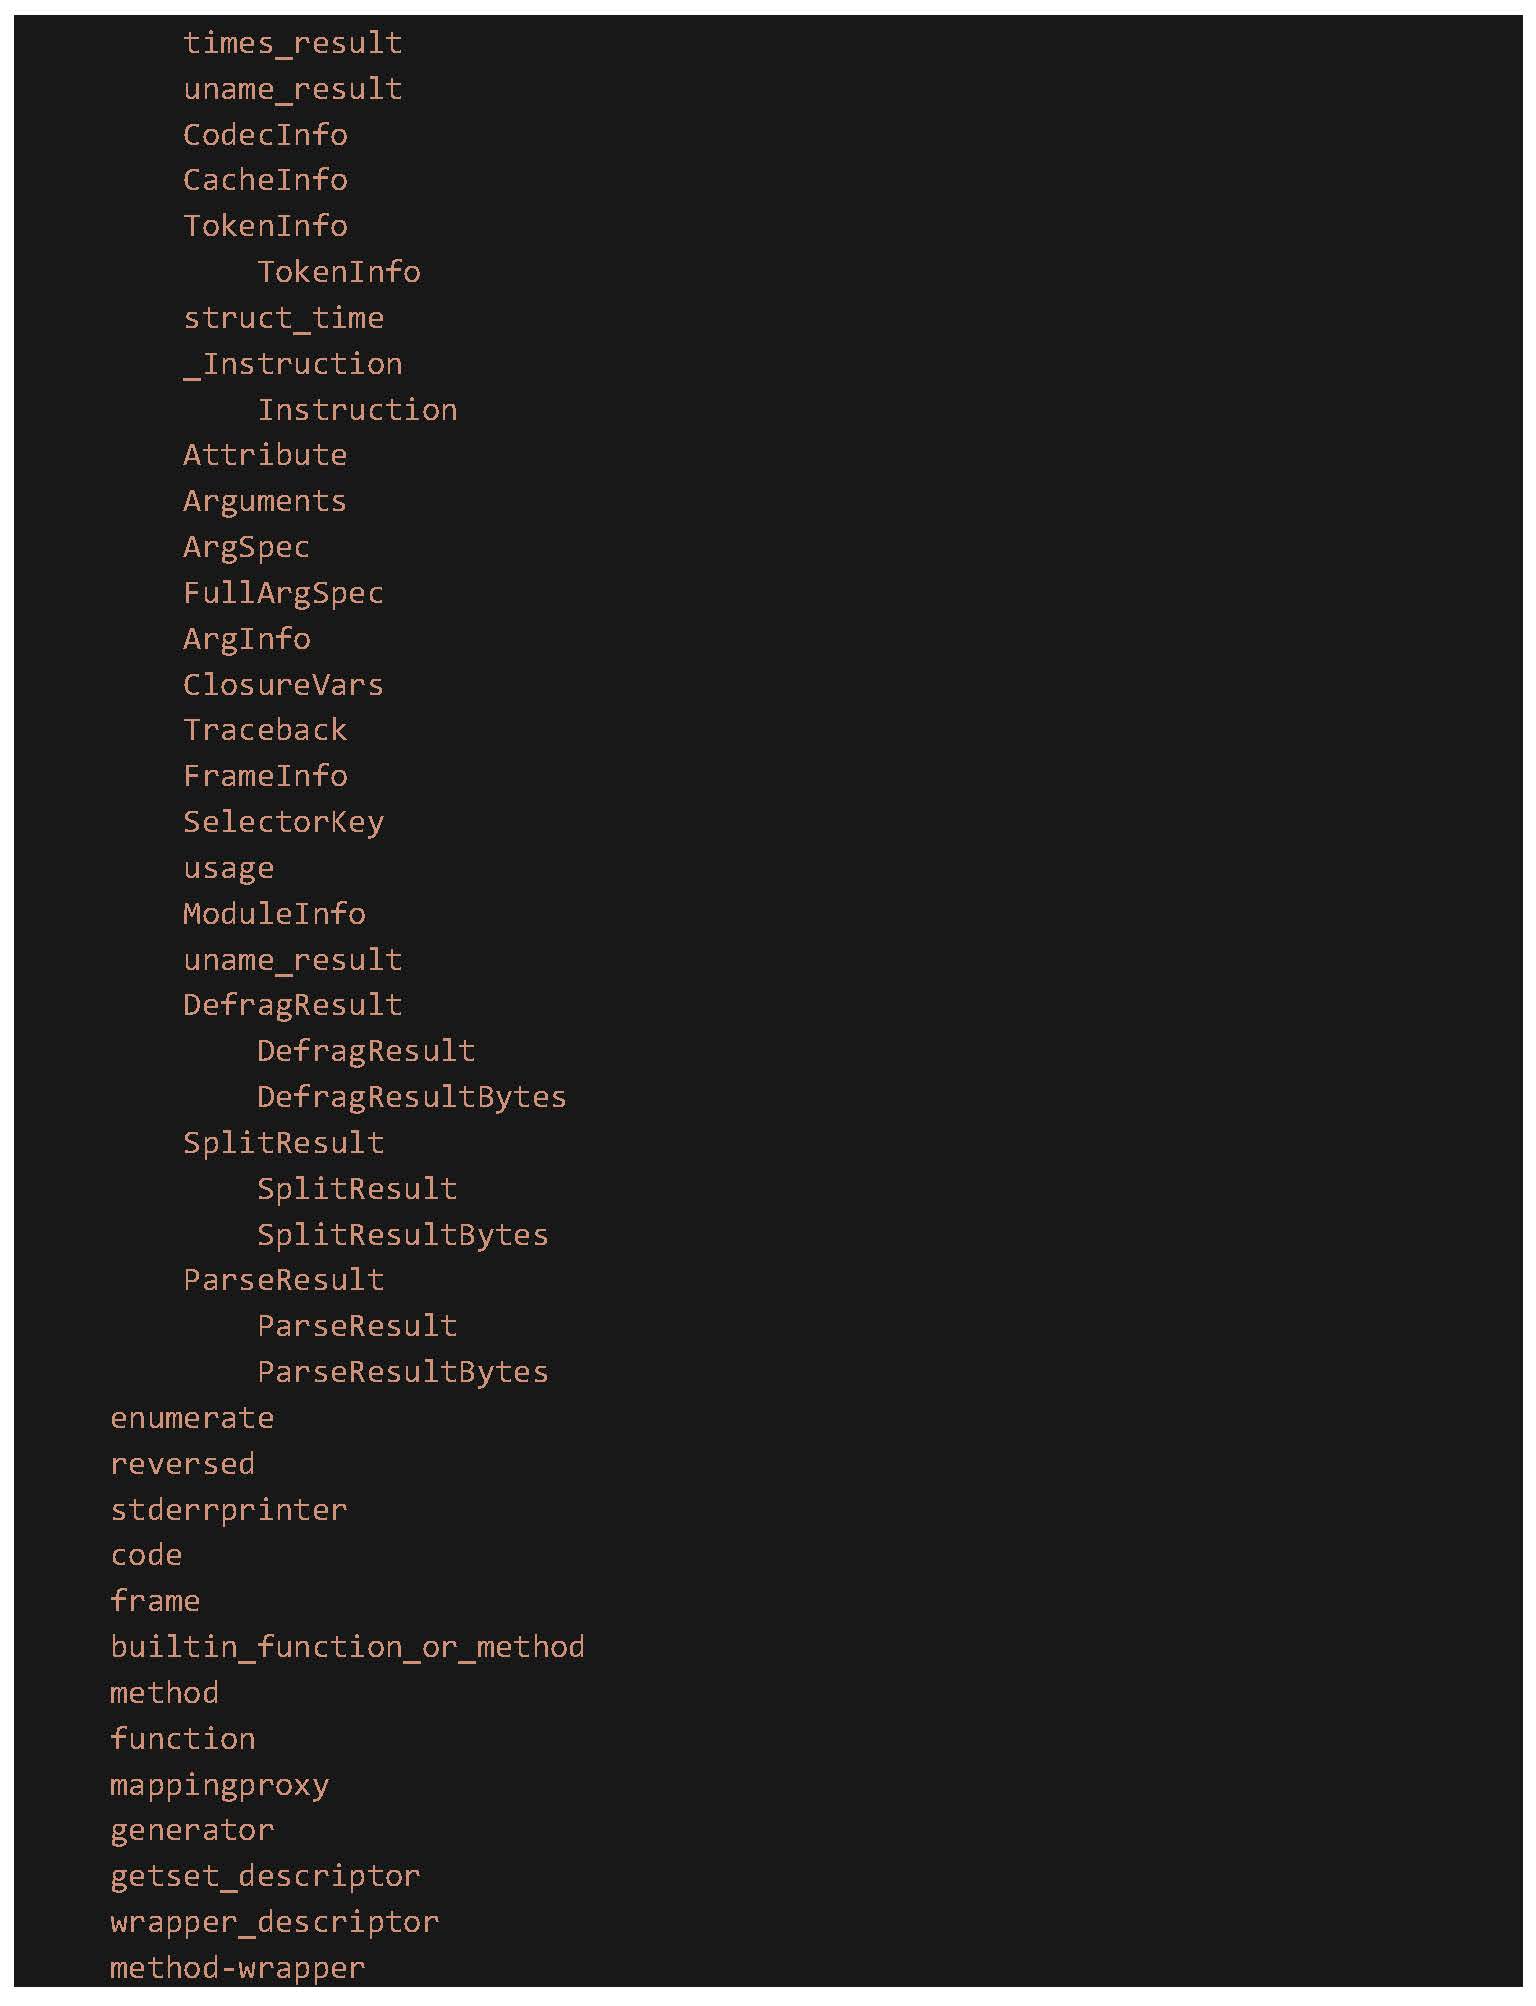 times_result
uname_result
CodecInfo
CacheInfo
TokenInfo
TokenInfo
struct_time
_Instruction
Instruction
Attribute
Arguments
ArgSpec
FullArgSpec
ArgInfo
ClosureVars
Traceback
FrameInfo
SelectorKey
usage
ModuleInfo
uname_result
DefragResult
DefragResult
DefragResultBytes
SplitResult
SplitResult
SplitResultBytes
ParseResult
ParseResult
ParseResultBytes
enumerate
reversed
stderrprinter
code
frame
builtin_function_or_method
method
function
mappingproxy
generator
getset_descriptor
wrapper_descriptor
method-wrapper